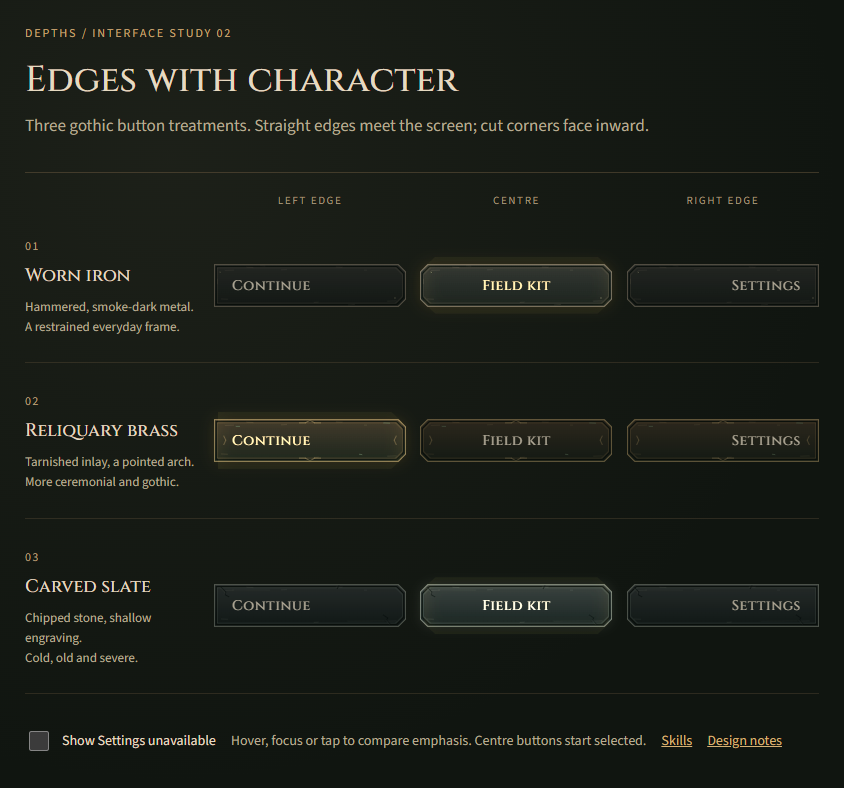 DEPTHS / INTERFACE STUDY 02
Edges with character
Three gothic button treatments. Straight edges meet the screen; cut corners face inward.
LEFT EDGE
CENTRE
RIGHT EDGE
01
Worn iron
Hammered, smoke-dark metal.
A restrained everyday frame.
Continue
Field kit
Settings
02
Reliquary brass
Tarnished inlay, a pointed arch.
More ceremonial and gothic.
Continue
Field kit
Settings
03
Carved slate
Chipped stone, shallow
engraving.
Cold, old and severe.
Continue
Field kit
Settings
Show Settings unavailable
Hover, focus or tap to compare emphasis. Centre buttons start selected.
Skills
Design notes